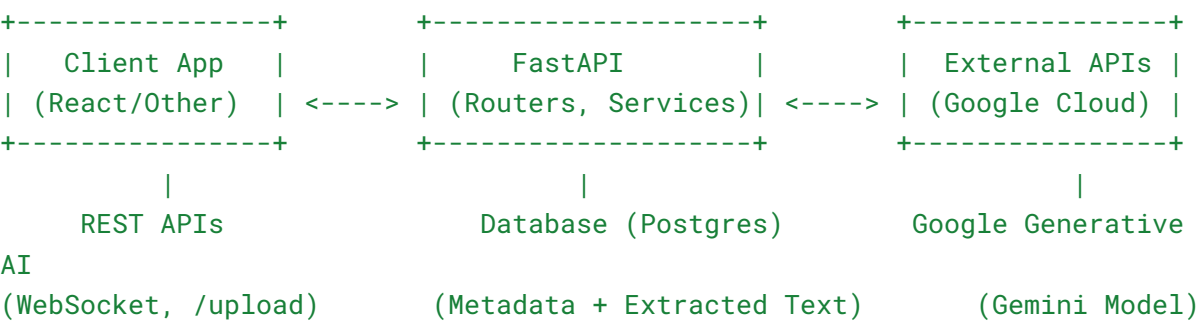 +----------------+        +--------------------+        +----------------+
|   Client App   |        |     FastAPI        |        |  External APIs |
| (React/Other)  | <----> | (Routers, Services)| <----> | (Google Cloud) |
+----------------+        +--------------------+        +----------------+
          |                         |                              |
     REST APIs                Database (Postgres)        Google Generative
AI
(WebSocket, /upload)       (Metadata + Extracted Text)       (Gemini Model)